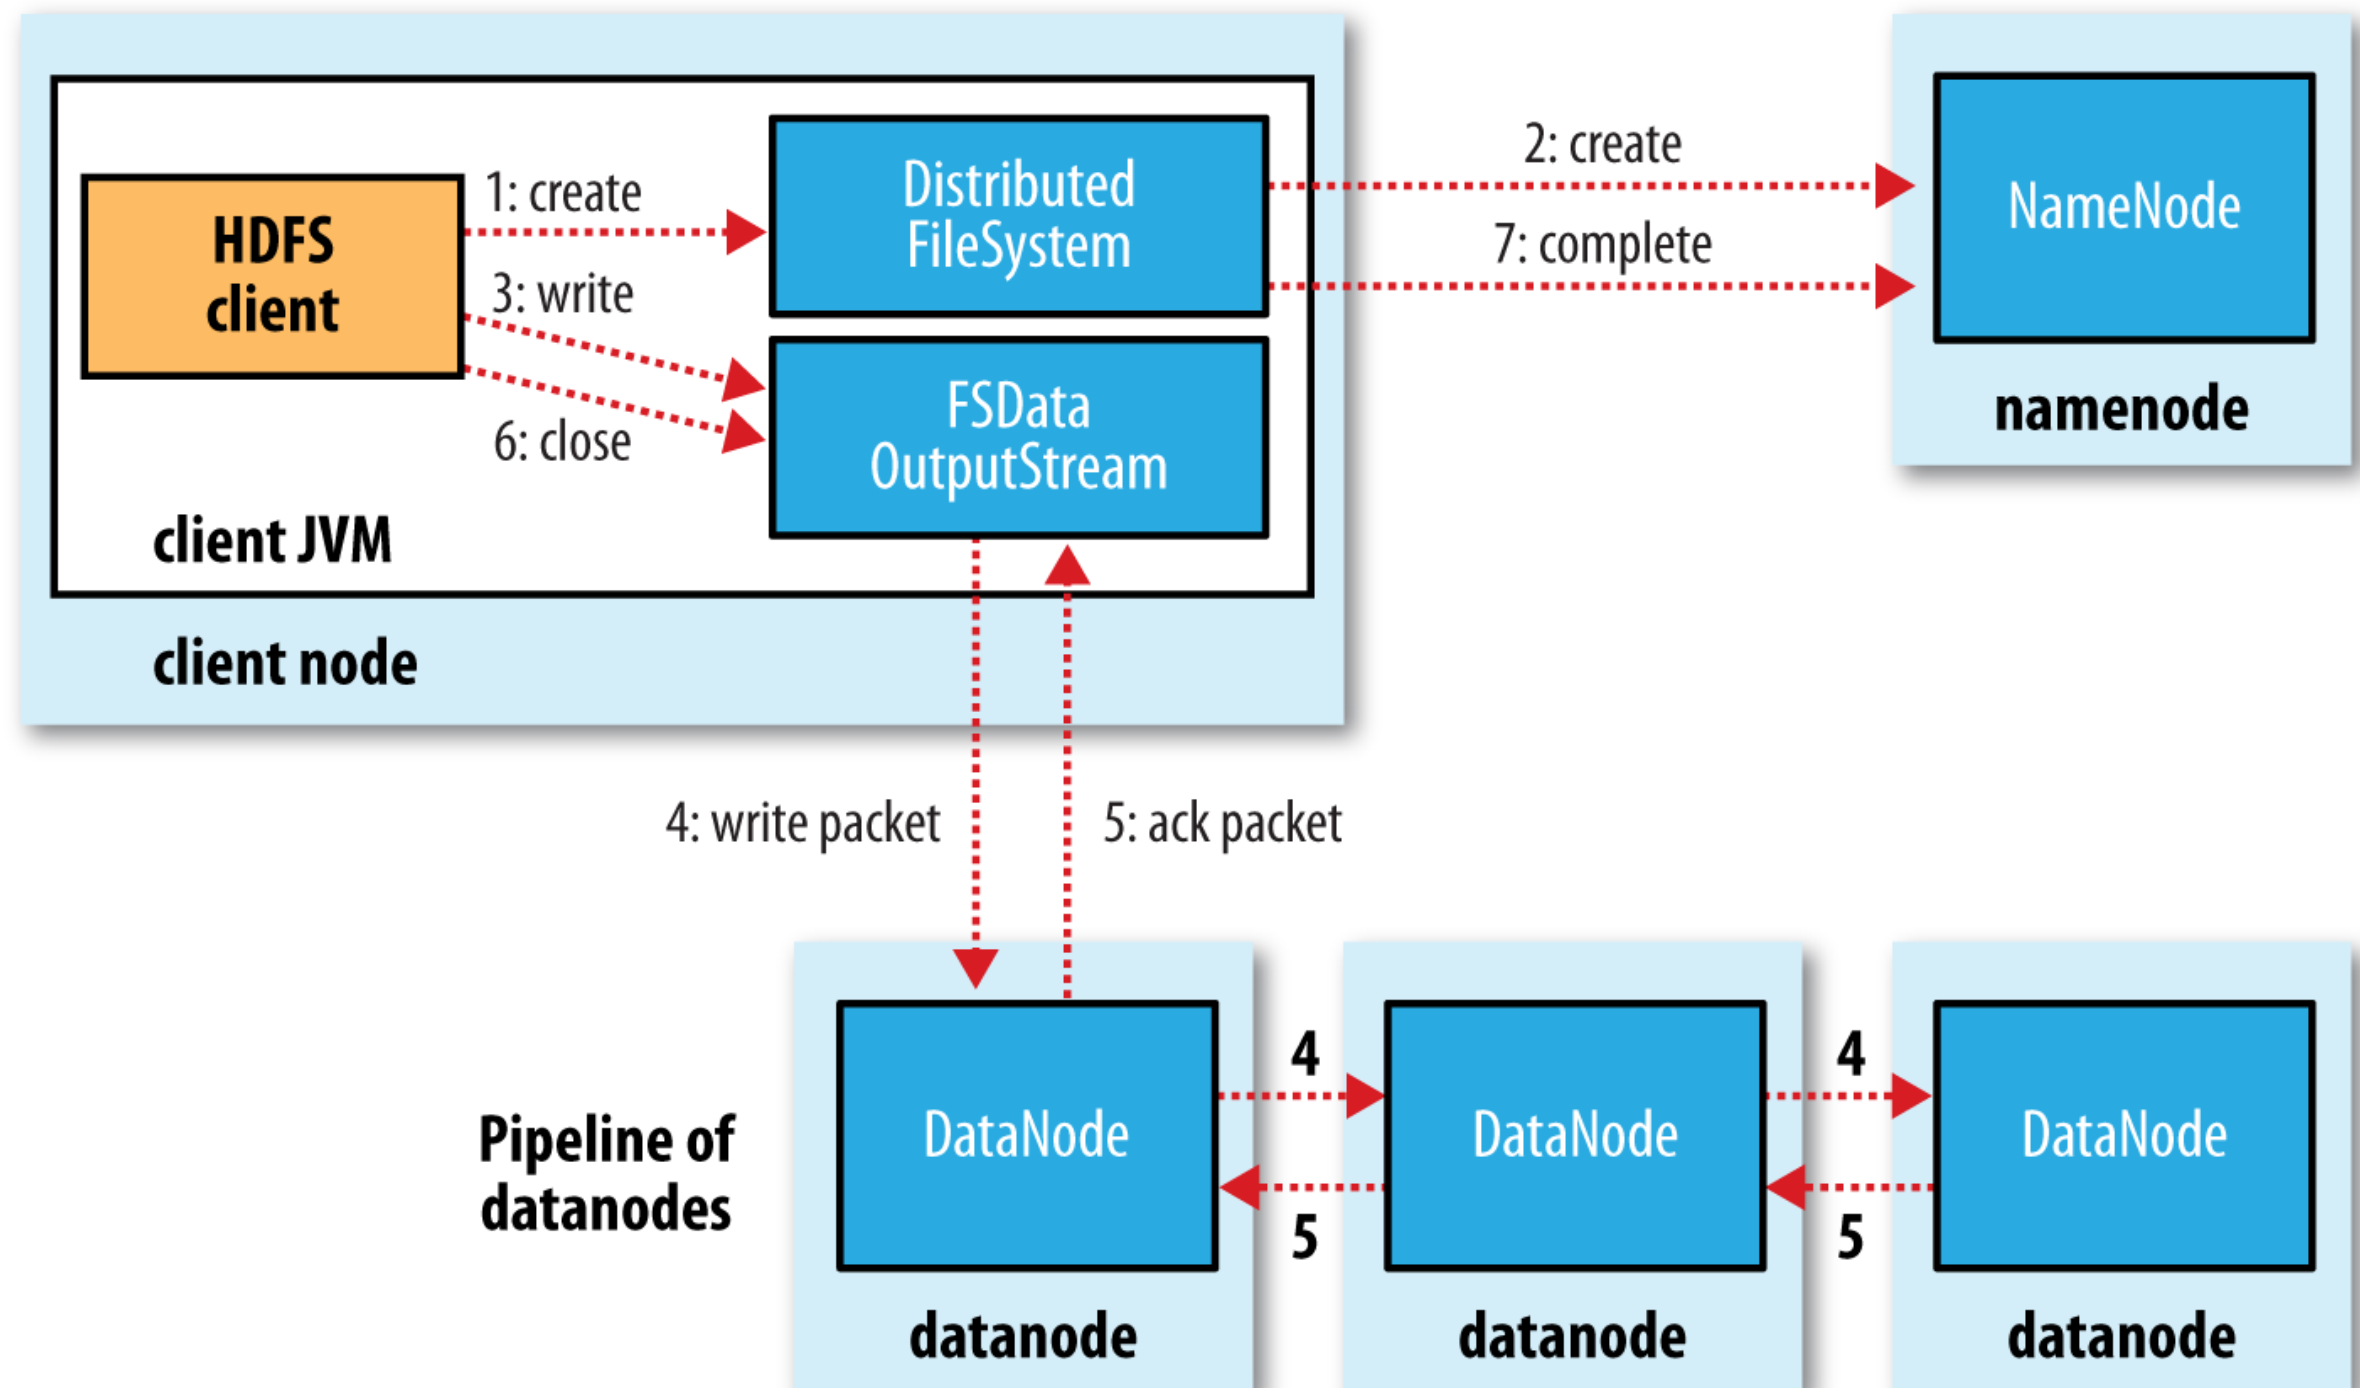 1: create
Distributed
FileSystem
2: create
NameNode
HDFS
client
7: complete
3: write
FSData
OutputStream
6: close
namenode
client JVM
client node
4: write packet
5: ack packet
4
4
Pipeline of
datanodes
DataNode
DataNode
DataNode
5
5
datanode
datanode
datanode